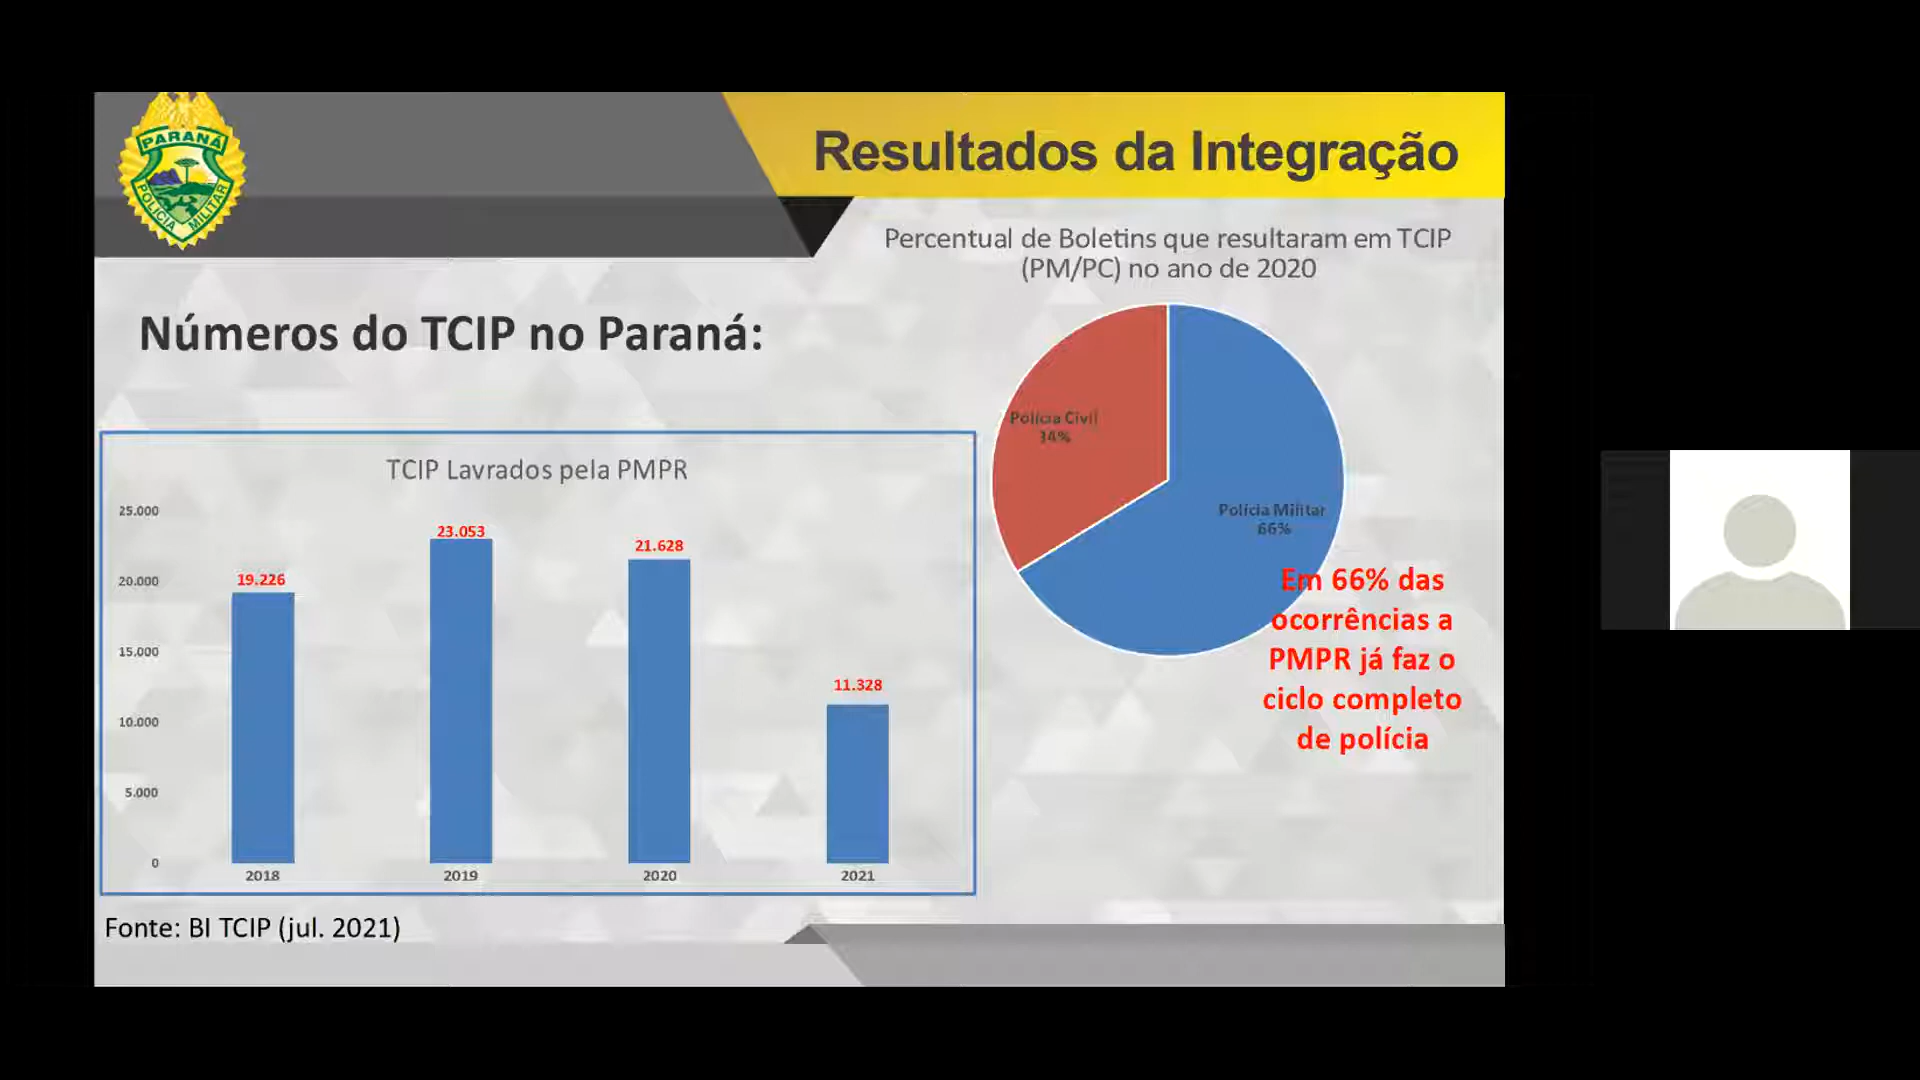 PARANÁ
POLÍCIA MILITAR
Resultados da Integração
Percentual de Boletins que resultaram em TCIP
(PM/PC) no ano de 2020
Números do TCIP no Paraná:
Polícia Civil
34%
Polícia Militar
66%
Em 66% das
ocorrências a
PMPR já faz o
ciclo completo
de polícia
TCIP Lavrados pela PMPR
25.000
20.000
15.000
10.000
5.000
0
19.226
23.053
21.628
11.328
2018
2019
2020
2021
Fonte: BI TCIP (jul. 2021)